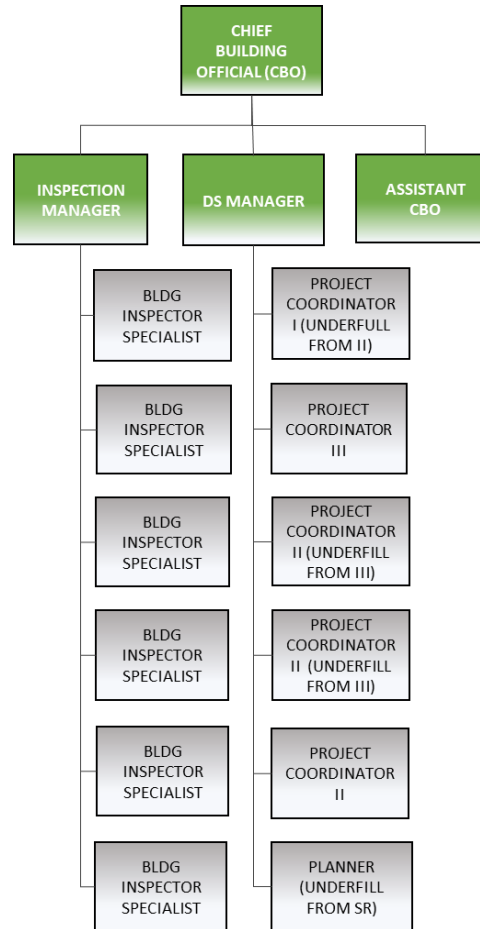 CHIEF
BUILDING
OFFICIAL (CBO)
INSPECTION
MANAGER
DS MANAGER
ASSISTANT
CBO
BLDG
INSPECTOR
SPECIALIST
PROJECT
COORDINATOR
I (UNDERFULL
FROM II)
BLDG
INSPECTOR
SPECIALIST
PROJECT
COORDINATOR
III
BLDG
INSPECTOR
SPECIALIST
PROJECT
COORDINATOR
II (UNDERFILL
FROM III)
BLDG
INSPECTOR
SPECIALIST
PROJECT
COORDINATOR
II (UNDERFILL
FROM III)
BLDG
INSPECTOR
SPECIALIST
PROJECT
COORDINATOR
II
BLDG
INSPECTOR
SPECIALIST
PLANNER
(UNDERFILL
FROM SR)